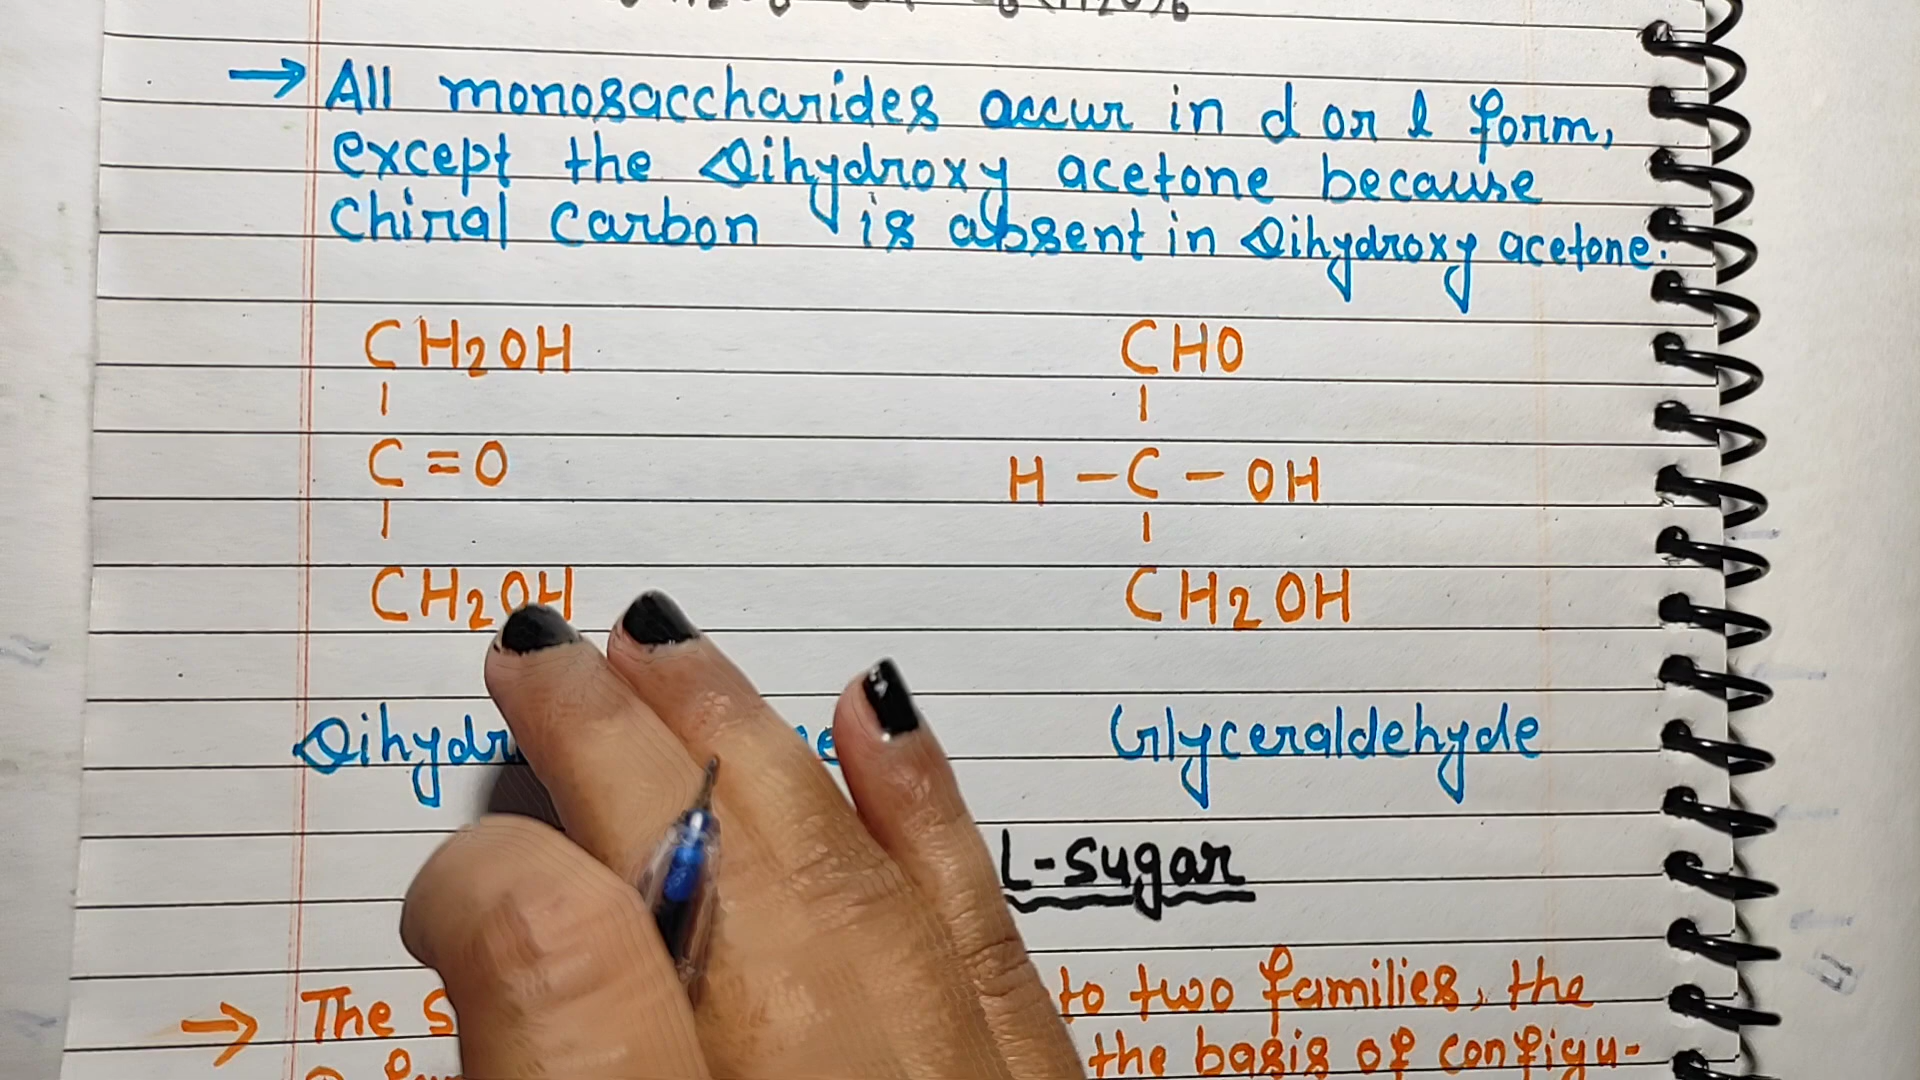 → All monosaccharides occur in d or l form,
except the Dihydroxy acetone because
chiral carbon is absent in Dihydroxy acetone.
CH2OH
C=O
CH2OH
CHO
H-C-OH
CH2OH
Glyceraldehyde
L-sugar
→ The
to two families, the
the basis of configu-